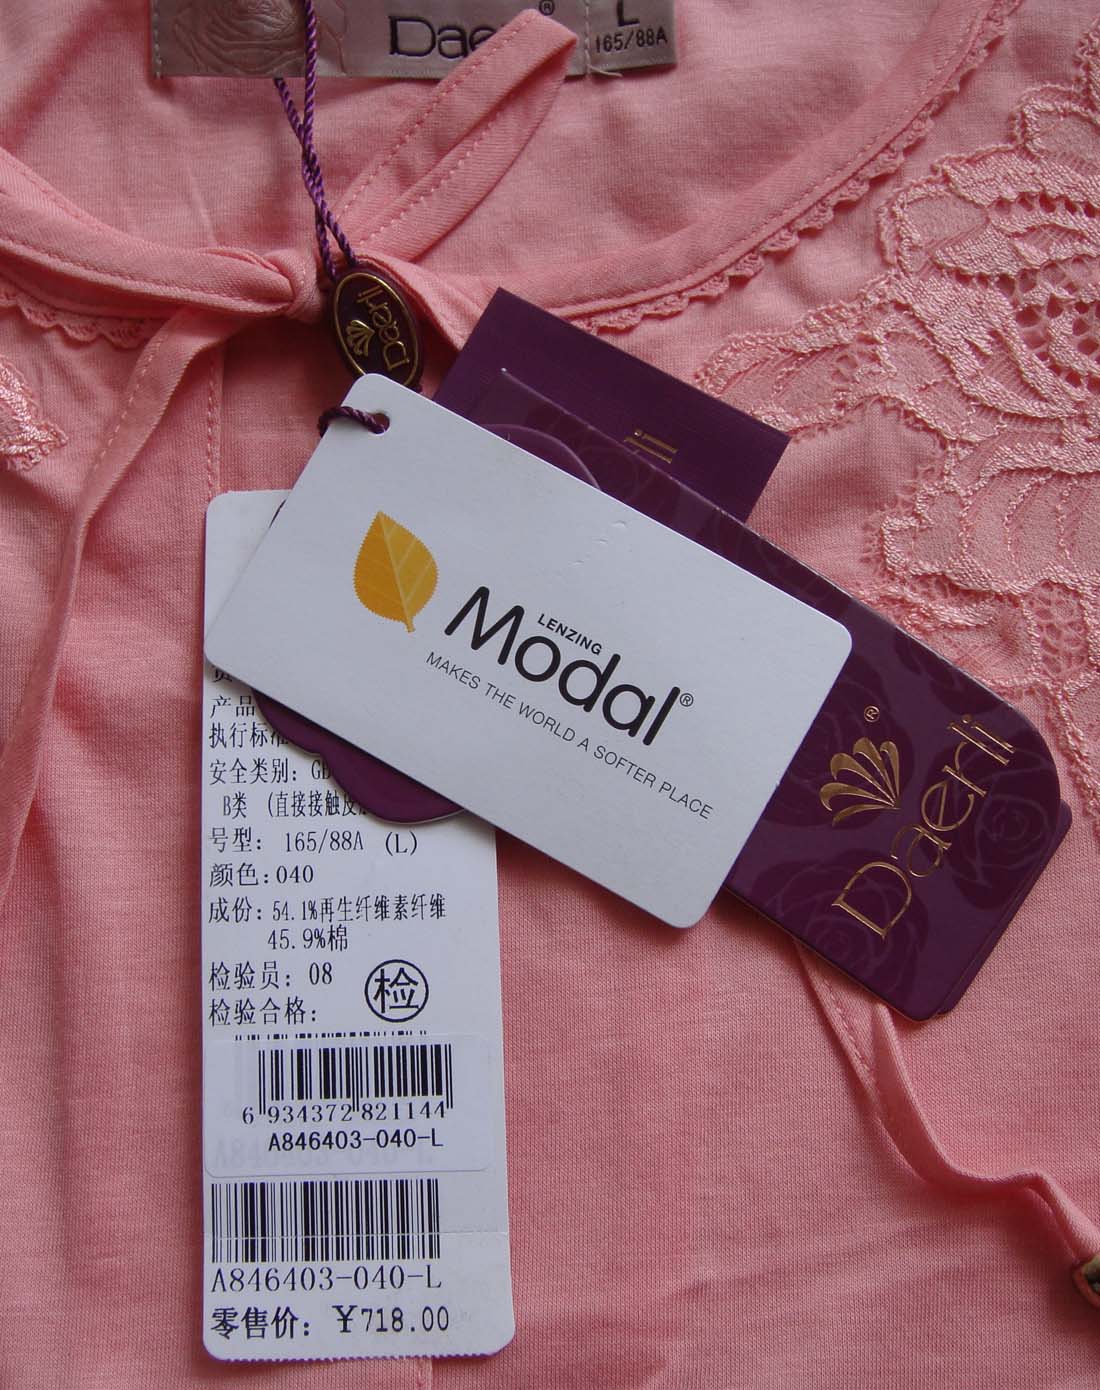 Daerli®
L
165/88A
Daerli
li
LENZING
Modal®
MAKES THE WORLD A SOFTER PLACE
®
Daerli
产品
执行标准
安全类别：GB
B类 （直接接触皮
号型： 165/88A （L）
颜色：040
成份：54.1%再生纤维素纤维
45.9%棉
检验员：08
检
检验合格：
6 934372 821144
A846403-040-L
A846403-040-L
零售价：￥718.00